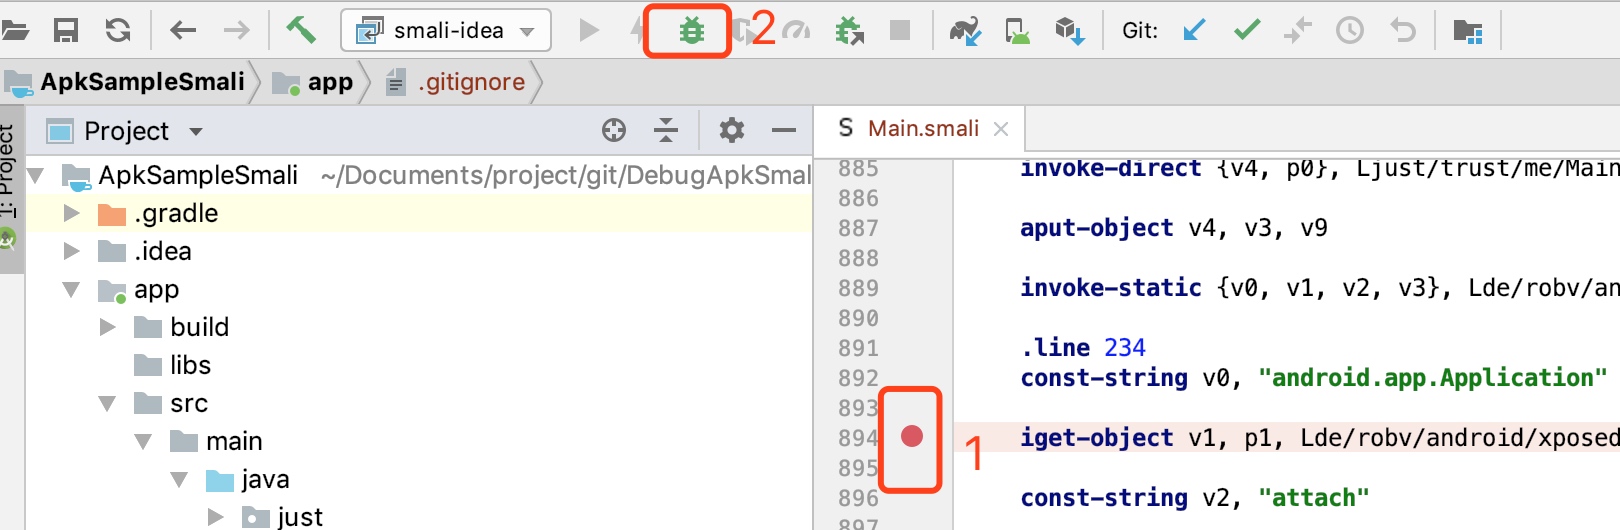 smali-idea
2
Git:
ApkSampleSmali
app
.gitignore
1: Project
Project
S Main.smali
ApkSampleSmali ~/Documents/project/git/DebugApkSmal
.gradle
.idea
app
build
libs
src
main
java
just
885 invoke-direct {v4, p0}, Ljust/trust/me/Main
886
887 aput-object v4, v3, v9
888
889 invoke-static {v0, v1, v2, v3}, Lde/robv/an
890
891 .line 234
892 const-string v0, "android.app.Application"
893
894 iget-object v1, p1, Lde/robv/android/xposed
1
895
896 const-string v2, "attach"
897